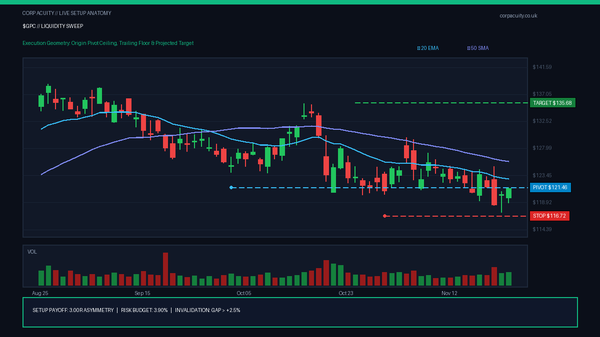 CORP ACUITY // LIVE SETUP ANATOMY
corpacuity.co.uk
$GPC // LIQUIDITY SWEEP
Execution Geometry: Origin Pivot Ceiling, Trailing Floor & Projected Target
20 EMA
50 SMA
$141.59
$137.05
TARGET $135.68
$132.52
$127.99
$123.45
PIVOT $121.46
$118.92
STOP $116.72
$114.39
VOL
Aug 25
Sep 15
Oct 05
Oct 23
Nov 12
SETUP PAYOFF: 3.00R ASYMMETRY | RISK BUDGET: 3.90% | INVALIDATION: GAP > +2.5%